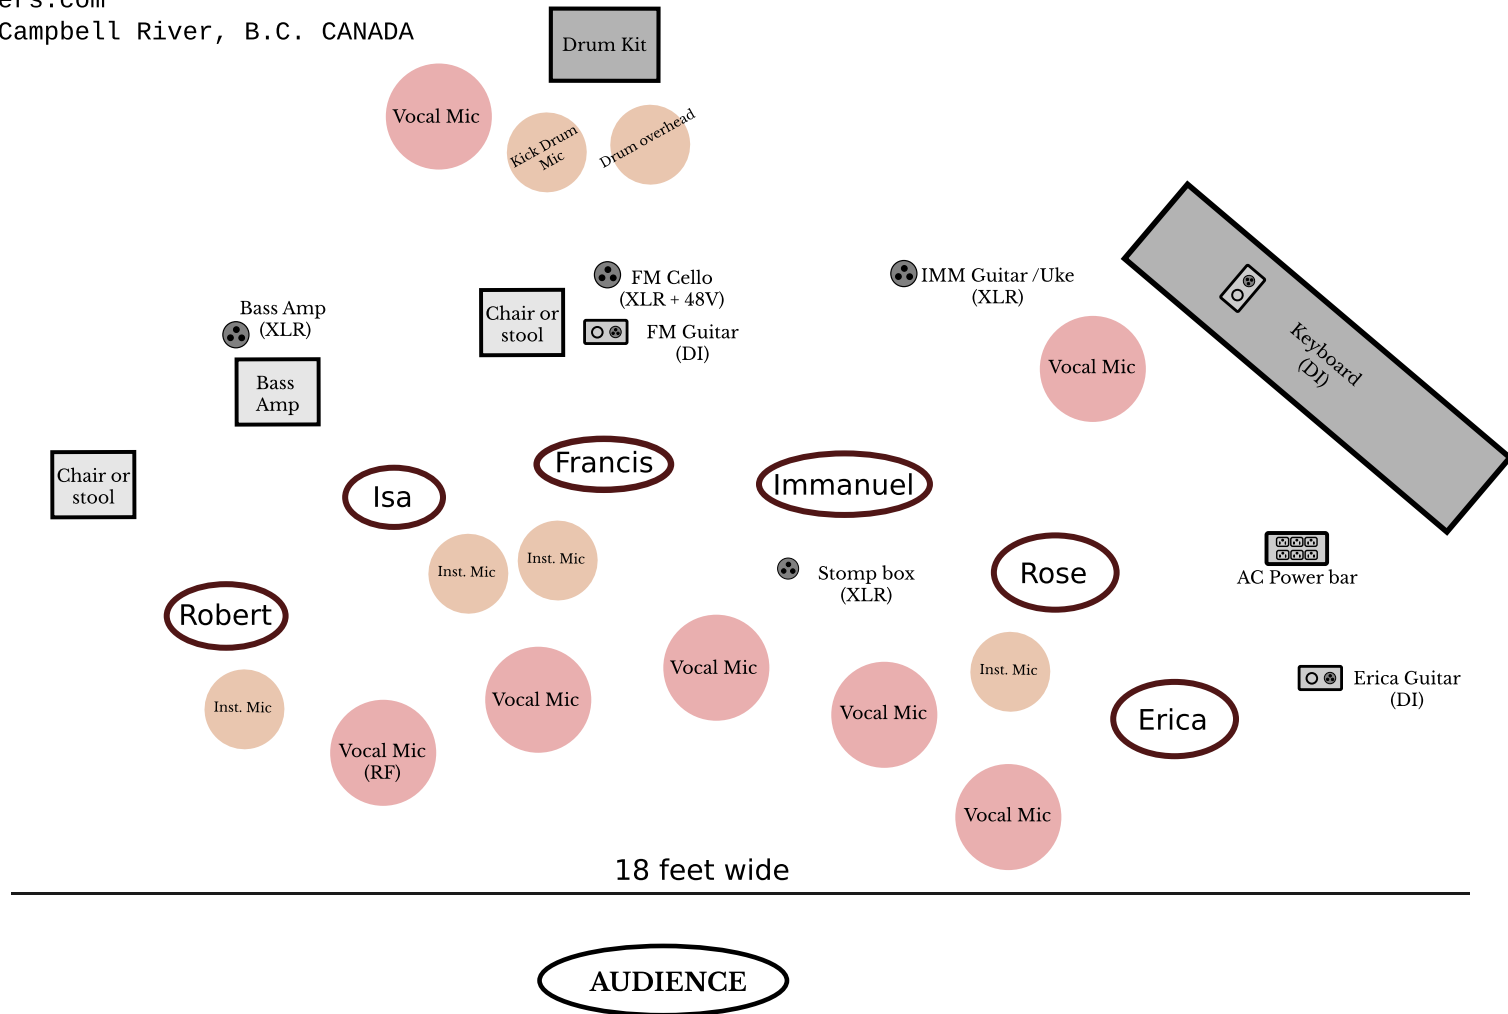 ers.com
Campbell River, B.C. CANADA
Drum Kit
Vocal Mic
Kick Drum
Mic
Drum overhead
FM Cello
(XLR + 48V)
IMM Guitar /Uke
(XLR)
Bass Amp
(XLR)
Chair or
stool
FM Guitar
(DI)
Keyboard
(DI)
Vocal Mic
Bass
Amp
Chair or
stool
Isa
Francis
Immanuel
Inst. Mic
Inst. Mic
Stomp box
(XLR)
Rose
AC Power bar
Robert
Inst. Mic
Vocal Mic
(RF)
Vocal Mic
Vocal Mic
Vocal Mic
Inst. Mic
Erica
Erica Guitar
(DI)
Vocal Mic
18 feet wide
AUDIENCE